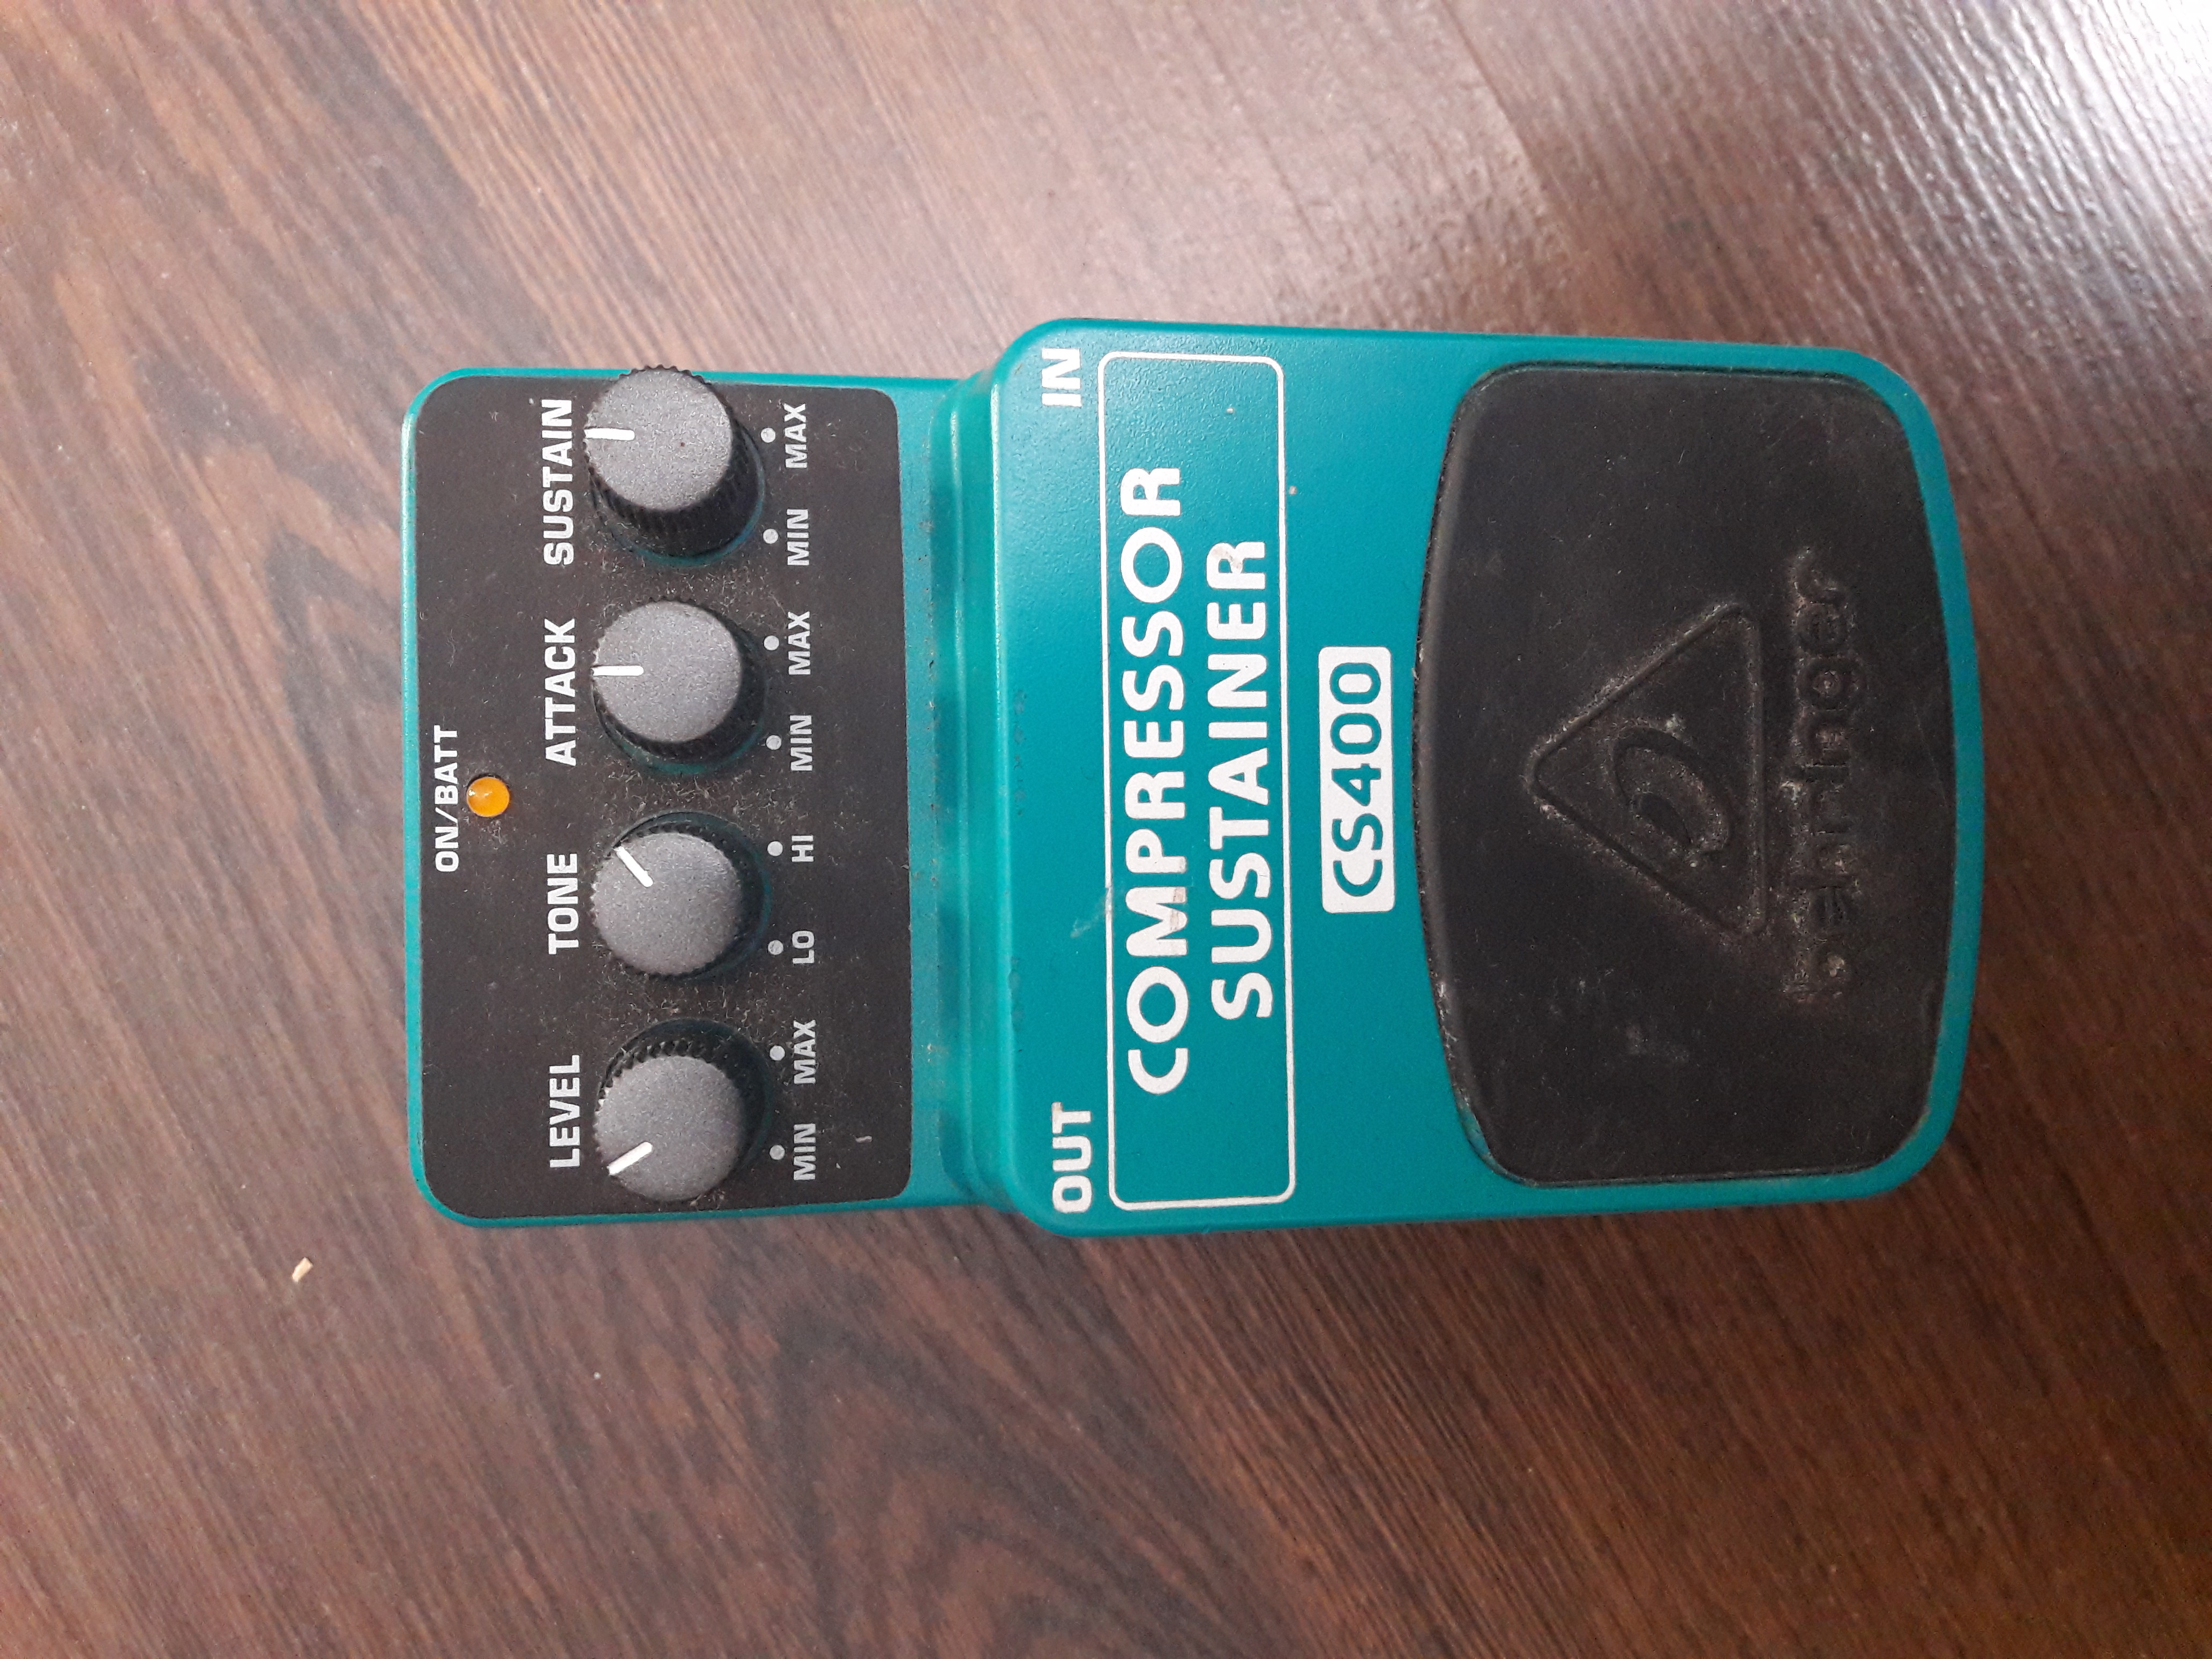 ON/BATT
LEVEL TONE ATTACK SUSTAIN
MIN MAX LO HI MIN MAX MIN MAX
OUT IN
COMPRESSOR
SUSTAINER
CS400
behringer